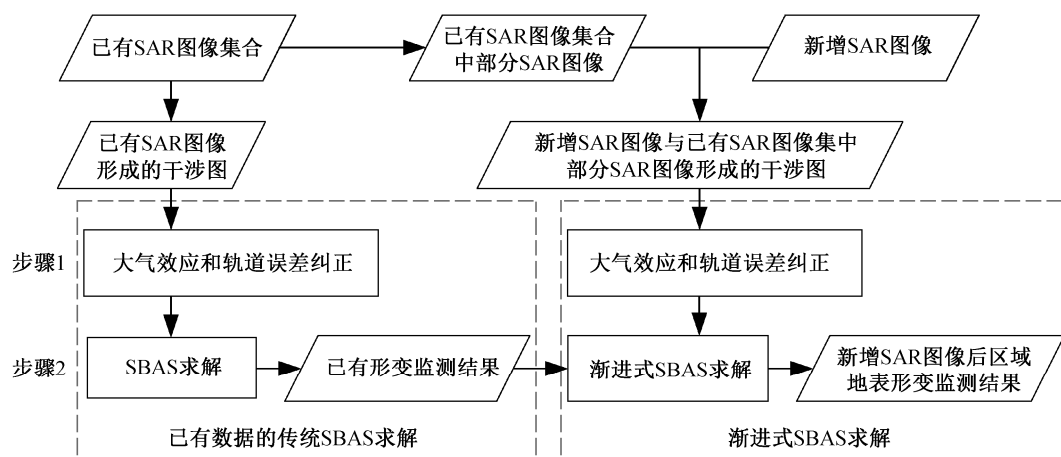 已有SAR图像集合
已有SAR图像集合
中部分SAR图像
新增SAR图像
已有SAR图像
形成的干涉图
新增SAR图像与已有SAR图像集中
部分SAR图像形成的干涉图
步骤1
大气效应和轨道误差纠正
大气效应和轨道误差纠正
步骤2
SBAS求解
已有形变监测结果
渐进式SBAS求解
新增SAR图像后区域
地表形变监测结果
已有数据的传统SBAS求解
渐进式SBAS求解